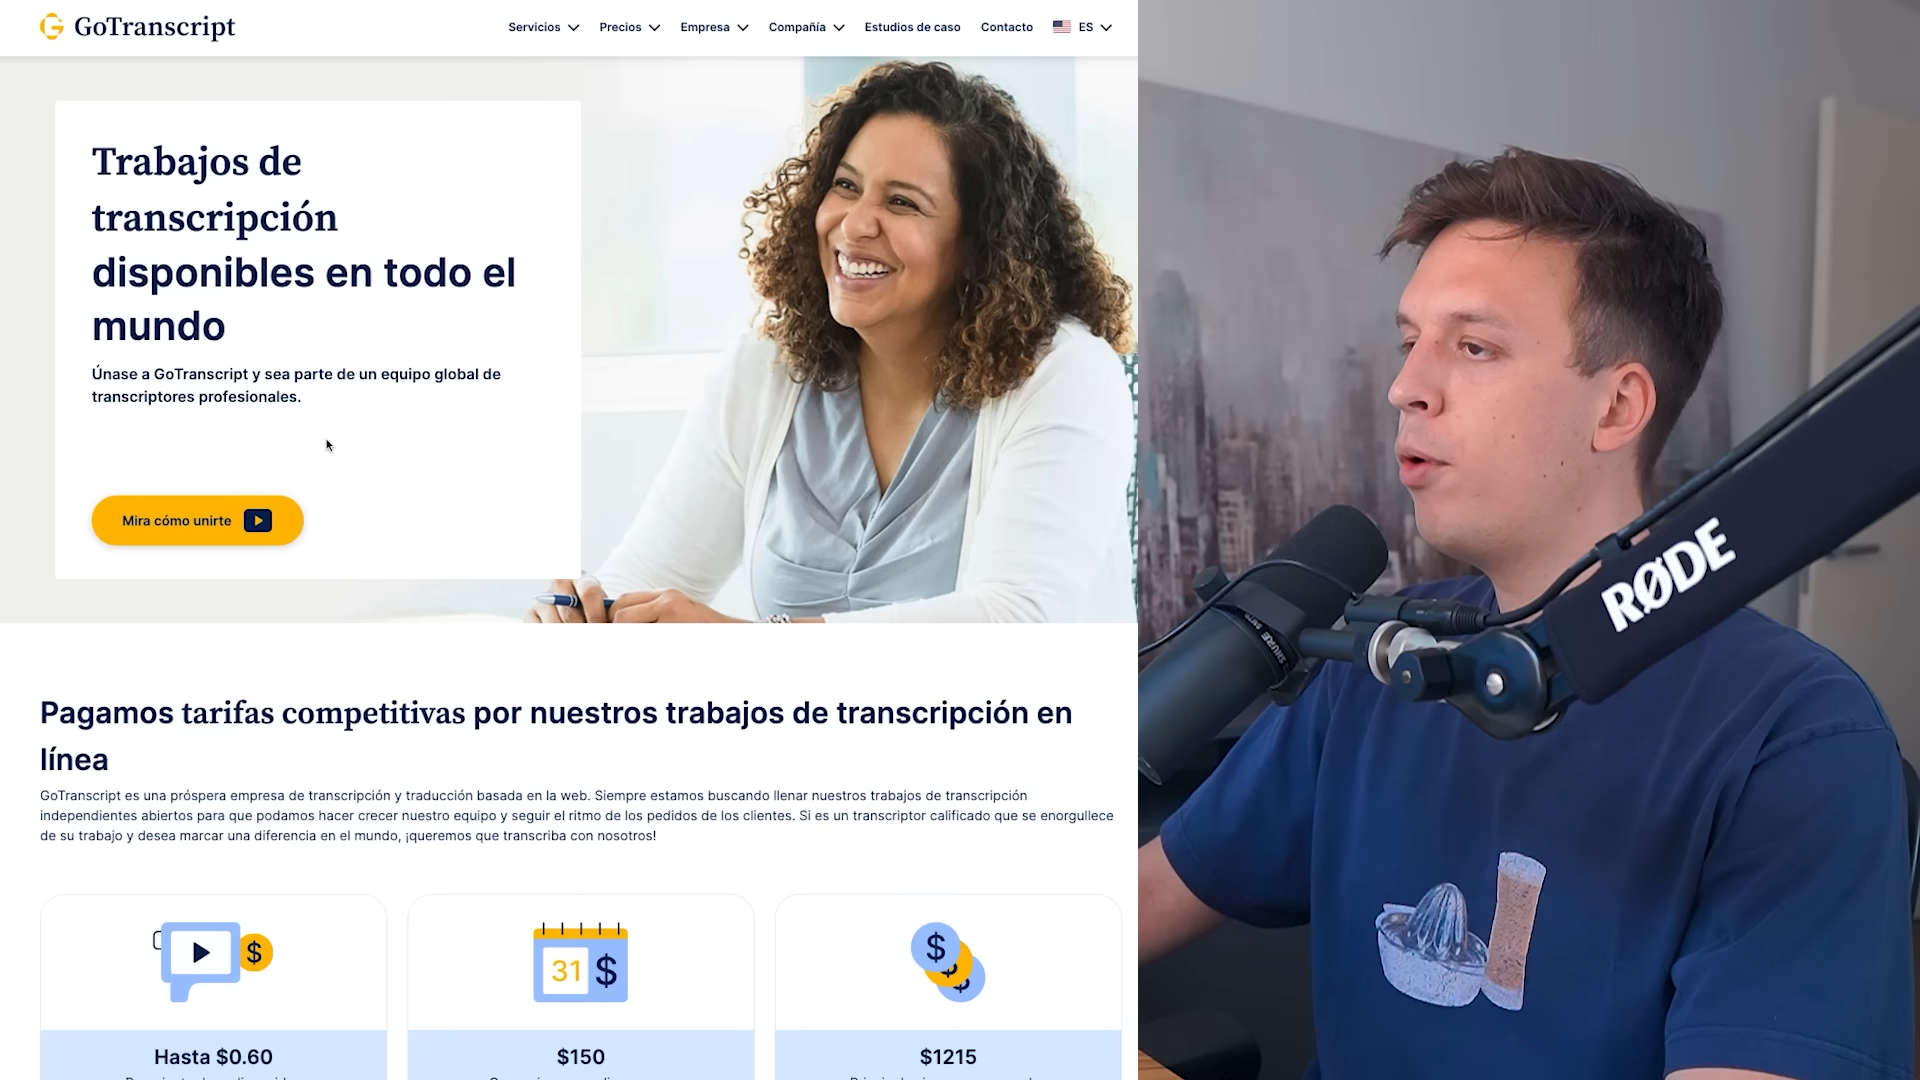 GoTranscript
Servicios
Precios
Empresa
Compañía
Estudios de caso
Contacto
ES
Trabajos de
transcripción
disponibles en todo el
mundo
Únase a GoTranscript y sea parte de un equipo global de
transcriptores profesionales.
Mira cómo unirte
Pagamos tarifas competitivas por nuestros trabajos de transcripción en
línea
GoTranscript es una próspera empresa de transcripción y traducción basada en la web. Siempre estamos buscando llenar nuestros trabajos de transcripción
independientes abiertos para que podamos hacer crecer nuestro equipo y seguir el ritmo de los pedidos de los clientes. Si es un transcriptor calificado que se enorgullece
de su trabajo y desea marcar una diferencia en el mundo, ¡queremos que transcriba con nosotros!
$
31 $
$
Hasta $0.60
$150
$1215
RØDE
SHURE SM7B